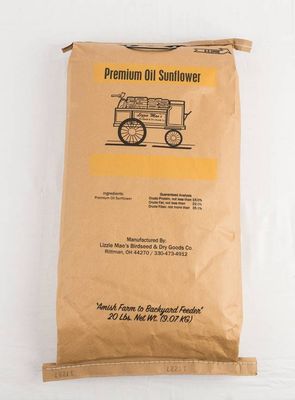 Premium Oil Sunflower
Lizzie Mae's
Ingredients:
Premium Oil Sunflower
Guaranteed Analysis
Crude Protein, not less than
Crude Fat, not less than
Crude Fiber, not more than
Manufactured By:
Lizzie Mae's Birdseed & Dry Goods Co.
Rittman, OH 44270 / 330-473-4912
"Amish Farm to Backyard Feeder"
20 Lbs. Net Wt. (9.07 KG)